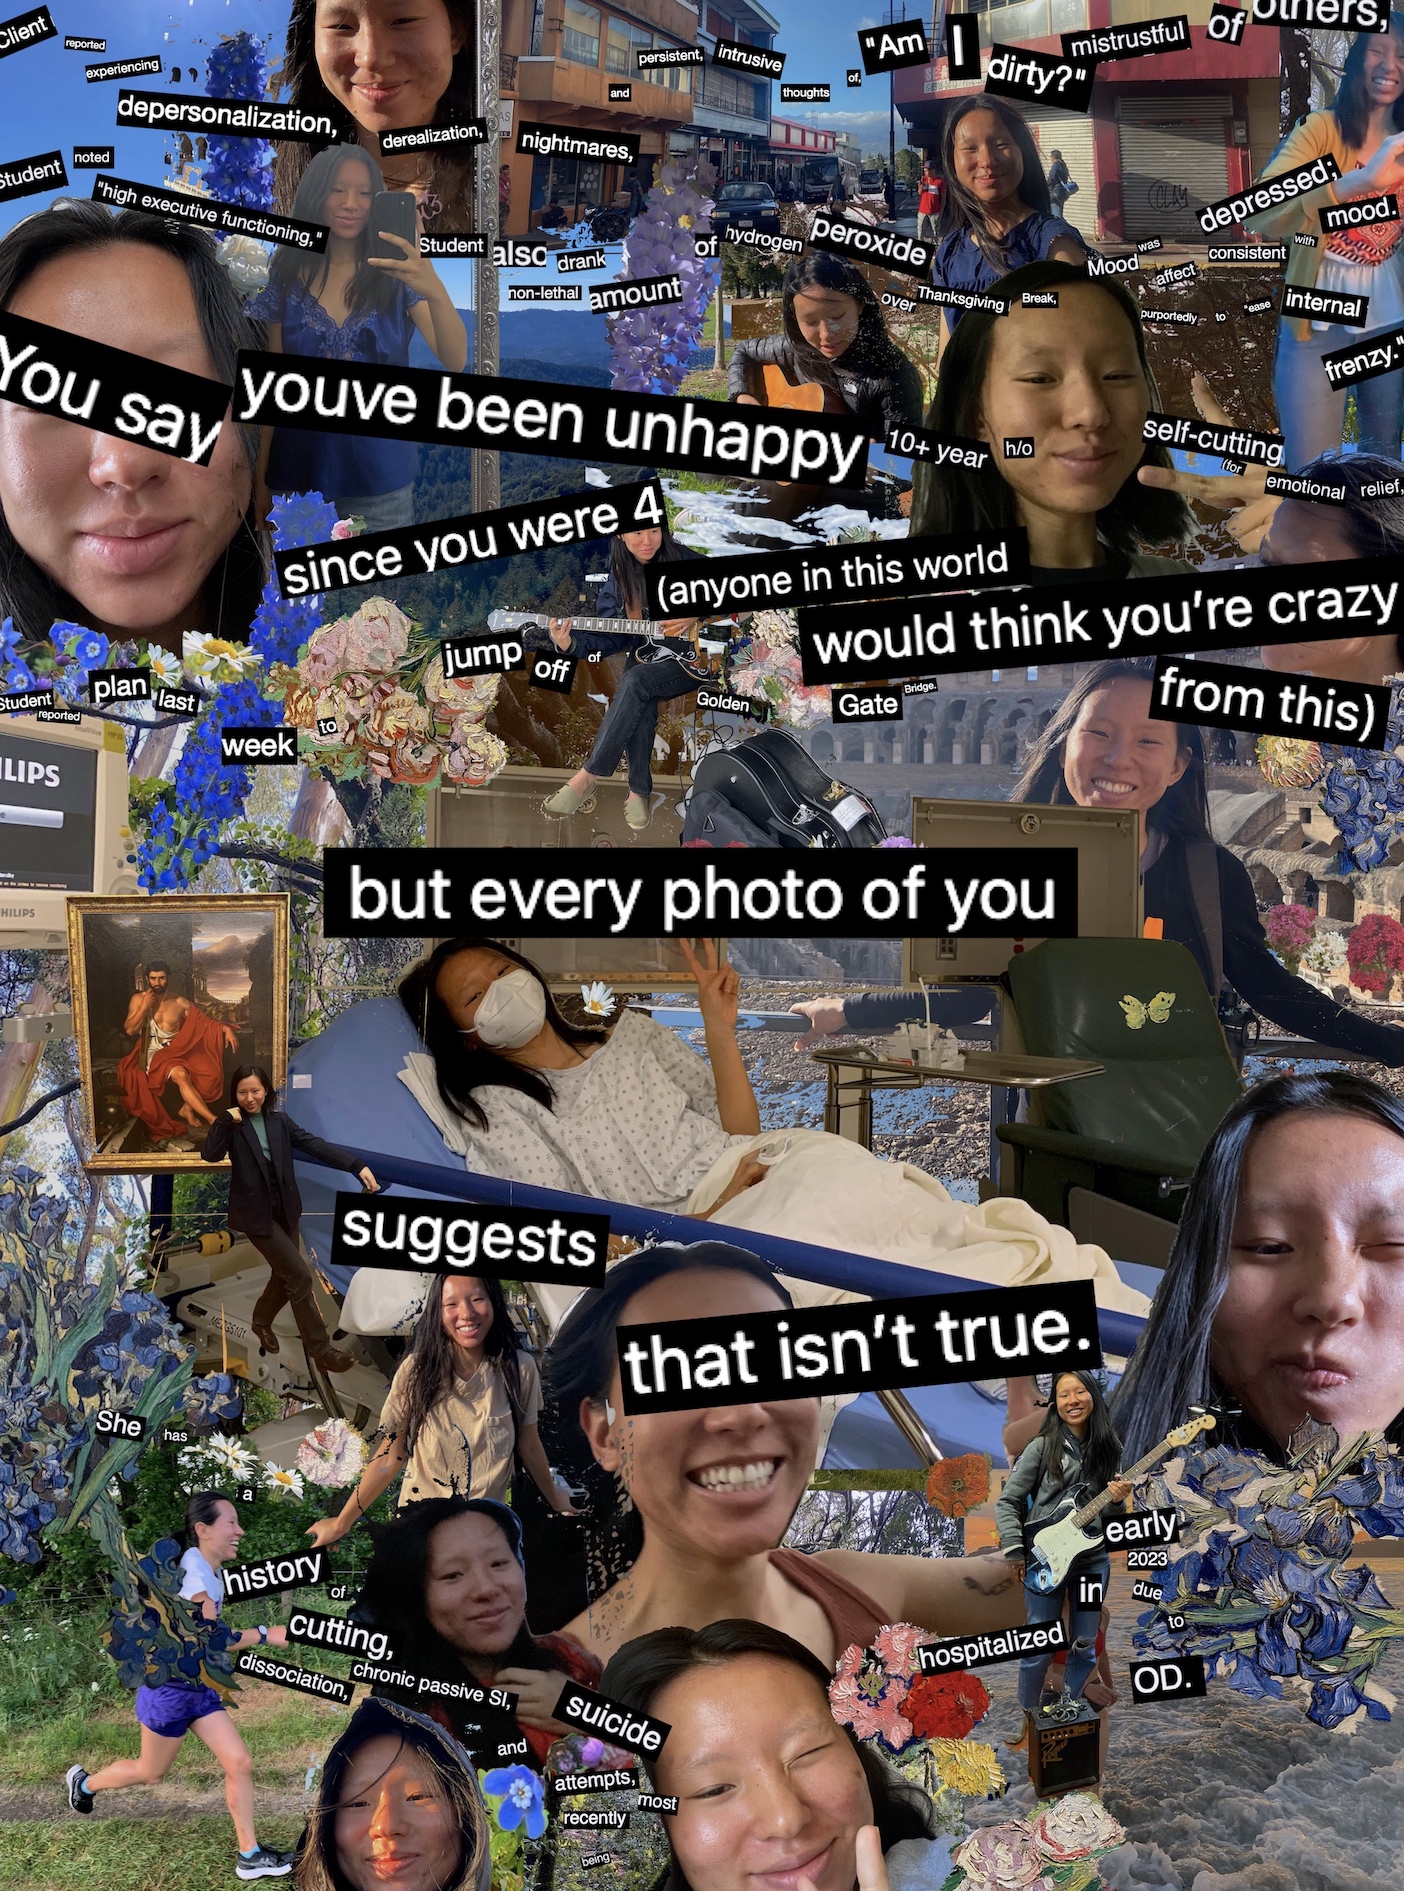 Client reported experiencing depersonalization, derealization, nightmares, and persistent, intrusive thoughts of,
"Am I dirty?"
mistrustful of others,
Student noted "high executive functioning,"
Student also drank non-lethal amount of hydrogen peroxide over Thanksgiving Break,
purportedly to "ease internal frenzy."
Mood was depressed; affect consistent with mood.
You say youve been unhappy
since you were 4
10+ year h/o self-cutting (for emotional relief,
(anyone in this world
would think you're crazy
from this)
Student reported plan last week to jump off of Golden Gate Bridge.
PHILIPS
but every photo of you
suggests
that isn't true.
She has a history of cutting, dissociation, chronic passive SI, and suicide attempts, most recently being hospitalized in early 2023 due to OD.